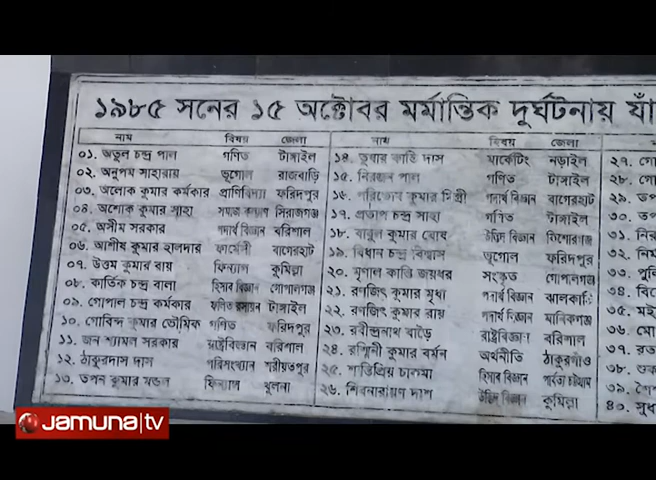 ১৯৮৫ সনের ১৫ অক্টোবর মর্মান্তিক দুর্ঘটনায় যাঁ
নাম বিষয় জেলা
০১. অতুল চন্দ্র পাল গণিত টাঙ্গাইল
০২. অনুপম সাহারায় ভূগোল রাজবাড়ি
০৩. অলোক কুমার কর্মকার প্রাণিবিদ্যা ফরিদপুর
০৪. অশোক কুমার সাহা সমাজ কল্যাণ সিরাজগঞ্জ
০৫. অসীম সরকার পদার্থ বিজ্ঞান বরিশাল
০৬. আশীষ কুমার হালদার ফার্মেসী বাগেরহাট
০৭. উত্তম কুমার রায় ফিন্যান্স কুমিল্লা
০৮. কার্তিক চন্দ্র বালা হিসাব বিজ্ঞান গোপালগঞ্জ
০৯. গোপাল চন্দ্র কর্মকার ফলিত রসায়ন টাঙ্গাইল
১০. গোবিন্দ কুমার ভৌমিক গণিত ফরিদপুর
১১. জন শ্যামল সরকার রাষ্ট্রবিজ্ঞান বরিশাল
১২. ঠাকুরদাস দাস পরিসংখ্যান শরীয়তপুর
১৩. তপন কুমার মন্ডল ফিন্যান্স খুলনা
নাম বিষয় জেলা
১৪. তুষার কান্তি দাস মার্কেটিং নড়াইল
১৫. নিরঞ্জন পাল গণিত টাঙ্গাইল
১৬. পরিতোষ কুমার মিস্ত্রী পদার্থ বিজ্ঞান বাগেরহাট
১৭. প্রতাপ চন্দ্র সাহা গণিত টাঙ্গাইল
১৮. বাবুল কুমার ঘোষ উদ্ভিদ বিজ্ঞান কিশোরগঞ্জ
১৯. বিধান চন্দ্র বিশ্বাস ভূগোল ফরিদপুর
২০. মৃণাল কান্তি জয়ধর সংস্কৃত গোপালগঞ্জ
২১. রণজিৎ কুমার মৃধা পদার্থ বিজ্ঞান ঝালকাঠি
২২. রণজিৎ কুমার রায় পদার্থ বিজ্ঞান মানিকগঞ্জ
২৩. রবীন্দ্রনাথ বাড়ৈ রাষ্ট্রবিজ্ঞান বরিশাল
২৪. কুমার বর্মন অর্থনীতি ঠাকুরগাঁও
২৫. শান্তিপ্রিয় চাকমা হিসাব বিজ্ঞান পার্বত্য চট্টগ্রাম
২৬. শিবনারায়ণ দাস উদ্ভিদ বিজ্ঞান কুমিল্লা
২৭. গো
২৮. গো
২৯. তপ
৩০. তপ
৩১. নির
৩২. নির্ম
৩৩. পুলি
৩৪. বি
৩৫. মই
৩৬. মো
৩৭. রত
৩৮. শুক
৩৯. শৈ
৪০. সুধ
jamuna|tv